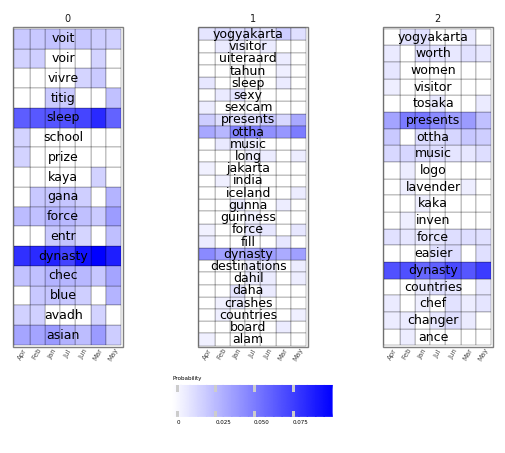 0
voit
voir
vivre
titig
sleep
school
prize
kaya
gana
force
entr
dynasty
chec
blue
avadh
asian
Apr Feb Jan Jul Jun Mar May
1
yogyakarta
visitor
uiteraard
tahun
sleep
sexy
sexcam
presents
ottha
music
long
jakarta
india
iceland
gunna
guinness
force
fill
dynasty
destinations
dahil
daha
crashes
countries
board
alam
Apr Feb Jan Jul Jun Mar May
2
yogyakarta
worth
women
visitor
tosaka
presents
ottha
music
logo
lavender
kaka
inven
force
easier
dynasty
countries
chef
changer
ance
Apr Feb Jan Jul Jun Mar May
Probability
0 0.025 0.050 0.075